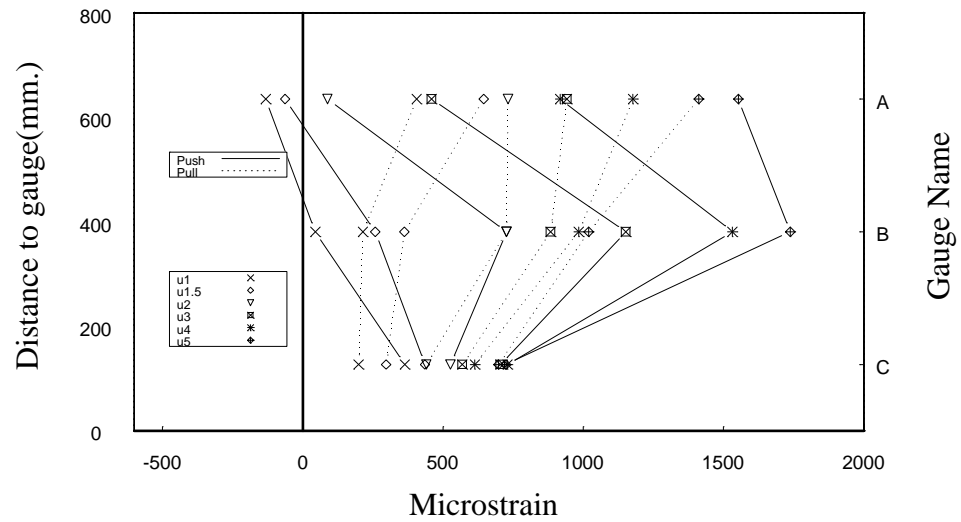 800
600
400
200
0
Distance to gauge(mm.)
Push
Pull
u1
u1.5
u2
u3
u4
u5
A
B
C
Gauge Name
-500 0 500 1000 1500 2000
Microstrain